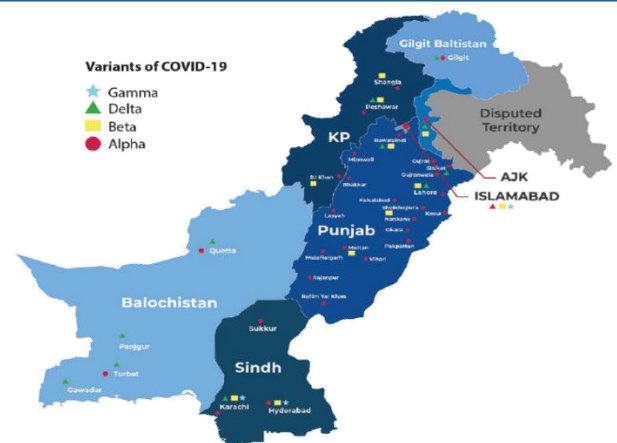 Variants of COVID-19
Gamma
Delta
Beta
Alpha
Gilgit Baltistan
Gilgit
Shangla
Peshawar
Disputed
Territory
KP
Rawalpindi
Mianwali
AJK
ISLAMABAD
Gujrat
Sialkot
Gujranwala
D.I Khan
Bhakkar
Lahore
Faisalabad
Sheikhupura
Nankana
Kasur
Layyah
Okara
Punjab
Pakpattan
Multan
Muzaffargarh
Vihari
Quetta
Rajanpur
Balochistan
Rahim Yar Khan
Sukkur
Panjgur
Sindh
Turbat
Gawadar
Karachi
Hyderabad